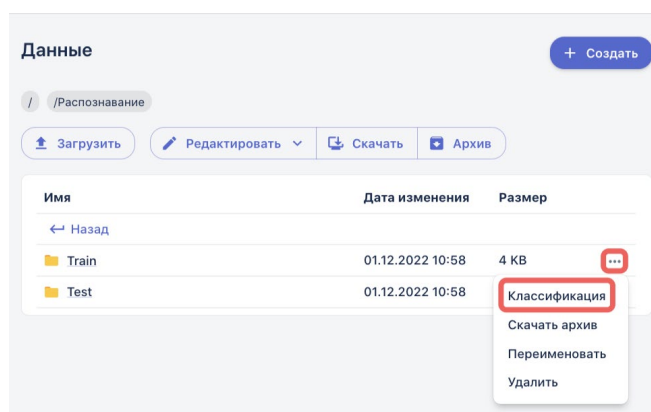 Данные
+ Создать
/ /Распознавание
Загрузить Редактировать Скачать Архив
Имя Дата изменения Размер
Назад
Train 01.12.2022 10:58 4 KB ...
Test 01.12.2022 10:58
Классификация
Скачать архив
Переименовать
Удалить